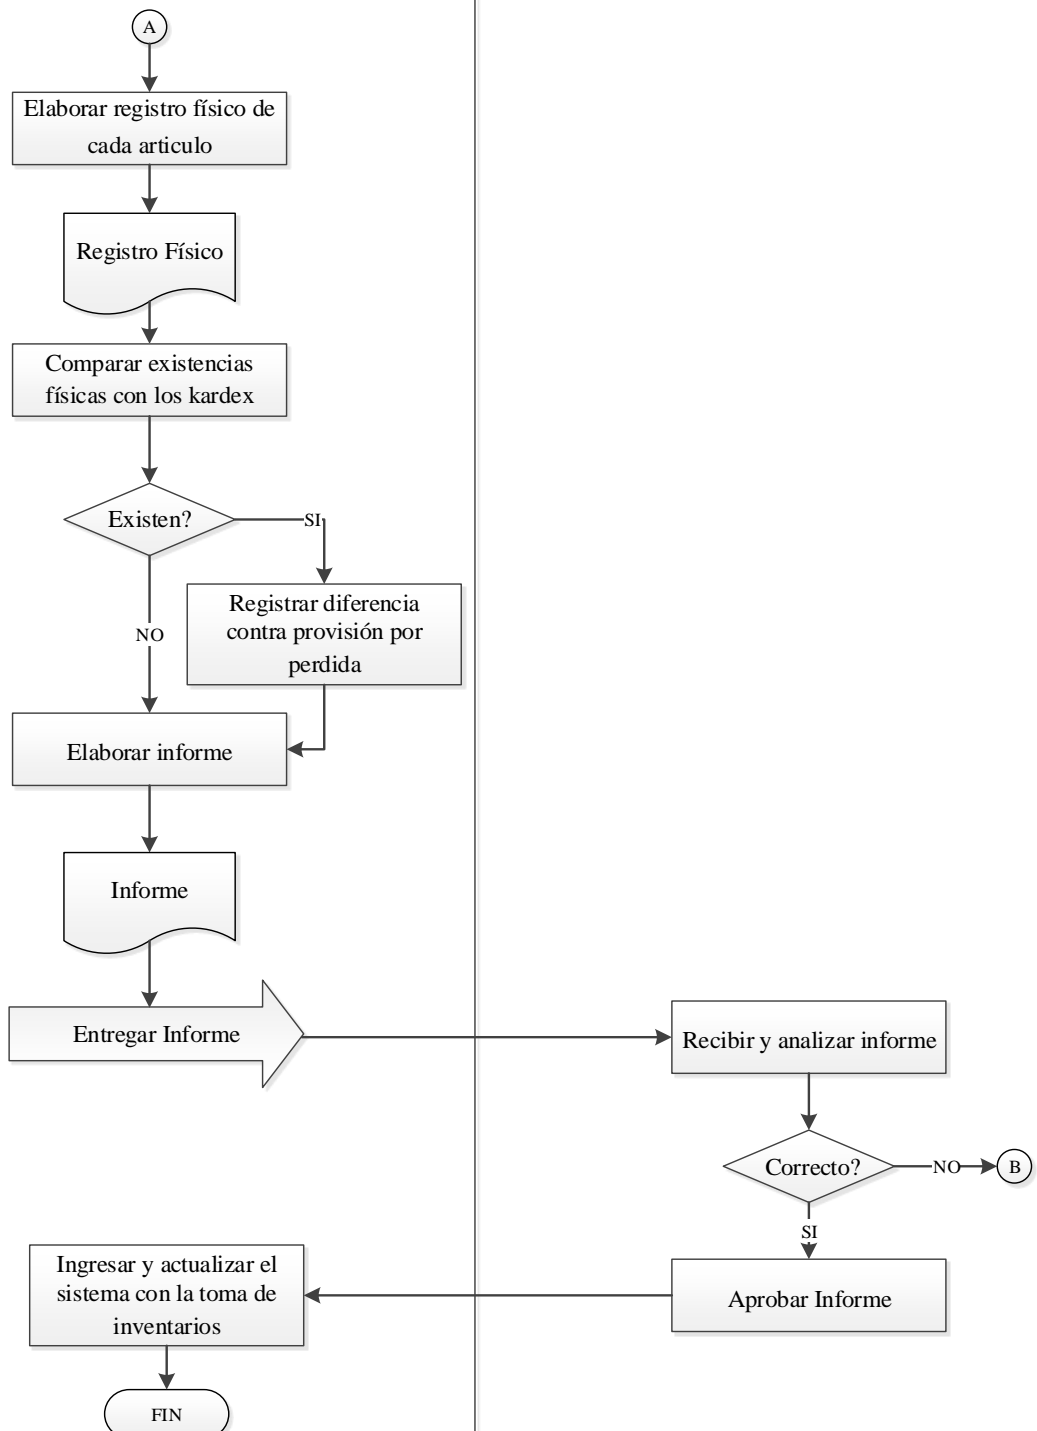 A
Elaborar registro físico de
cada articulo
Registro Físico
Comparar existencias
físicas con los kardex
Existen?
SI
Registrar diferencia
contra provisión por
perdida
NO
Elaborar informe
Informe
Entregar Informe
Recibir y analizar informe
Correcto?
NO
B
SI
Aprobar Informe
Ingresar y actualizar el
sistema con la toma de
inventarios
FIN